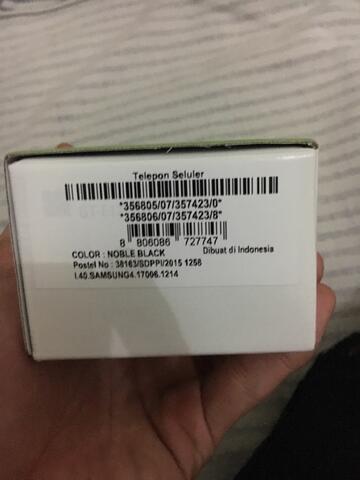 Telepon Seluler
*356805/07/357423/0*
*356806/07/357423/8*
8 806086 727747
COLOR : NOBLE BLACK Dibuat di Indonesia
Postel No : 38163/SDPPI/2015 1258
I.40.SAMSUNG4.17006.1214